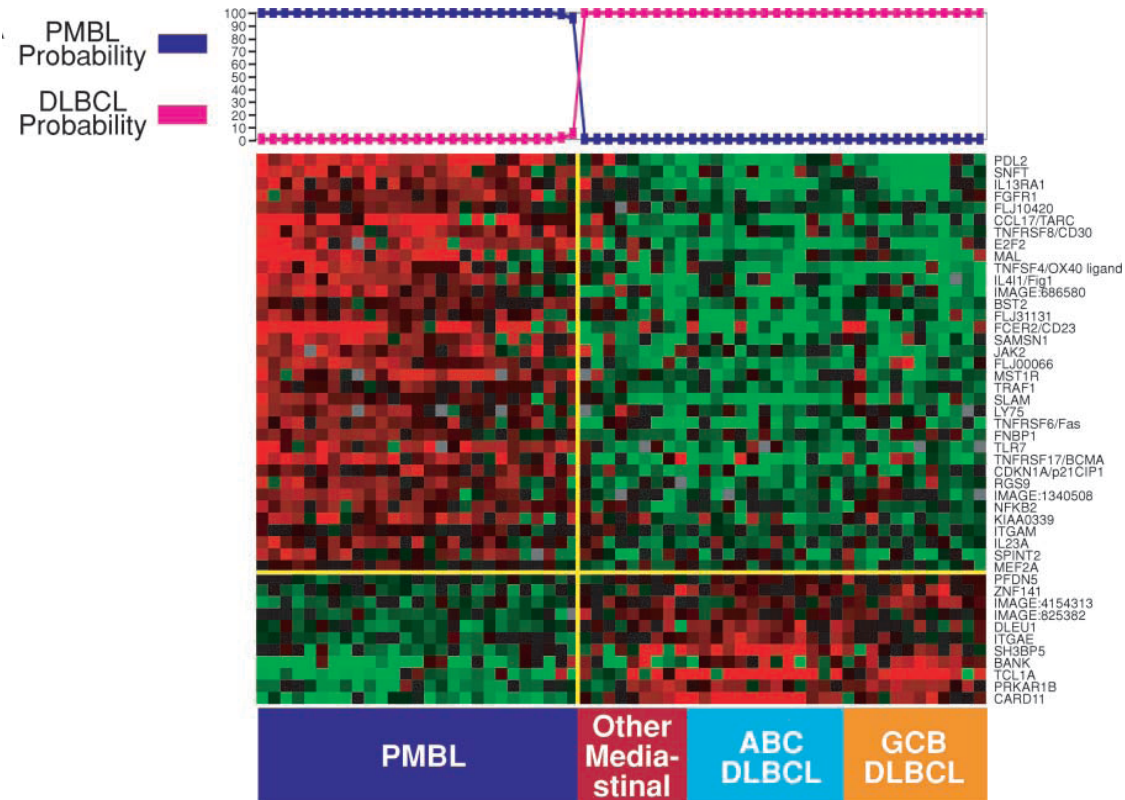 PMBL
Probability
DLBCL
Probability
100
90
80
70
60
50
40
30
20
10
0
PDL2
SNFT
IL13RA1
FGFR1
FLJ10420
CCL17/TARC
TNFRSF8/CD30
E2F2
MAL
TNFSF4/OX40 ligand
IL4I1/Fig1
IMAGE:686580
BST2
FLJ31131
FCER2/CD23
SAMSN1
JAK2
FLJ00066
MST1R
TRAF1
SLAM
LY75
TNFRSF6/Fas
FNBP1
TLR7
TNFRSF17/BCMA
CDKN1A/p21CIP1
RGS9
IMAGE:1340508
NFKB2
KIAA0339
ITGAM
IL23A
SPINT2
MEF2A
PFDN5
ZNF141
IMAGE:4154313
IMAGE:825382
DLEU1
ITGAE
SH3BP5
BANK
TCL1A
PRKAR1B
CARD11
PMBL
Other
Media-
stinal
ABC
DLBCL
GCB
DLBCL